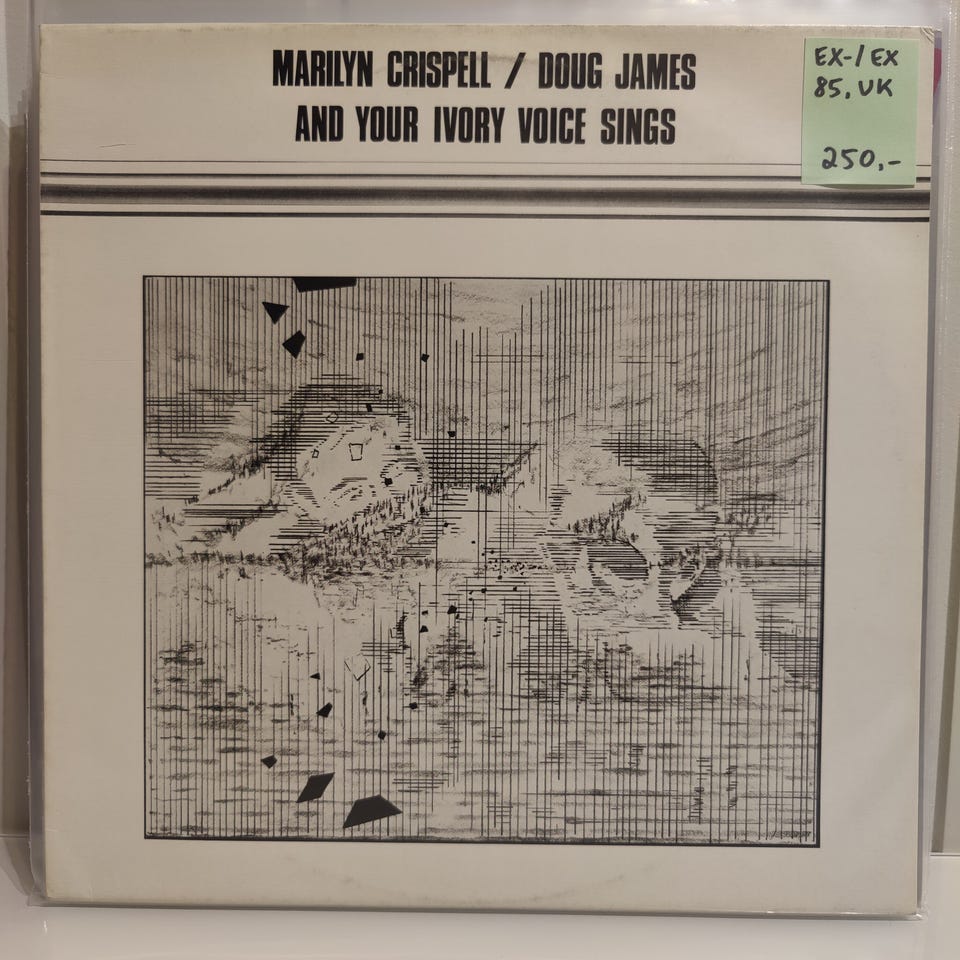 MARILYN CRISPELL / DOUG JAMES
AND YOUR IVORY VOICE SINGS
EX-/EX
85, UK
250,-